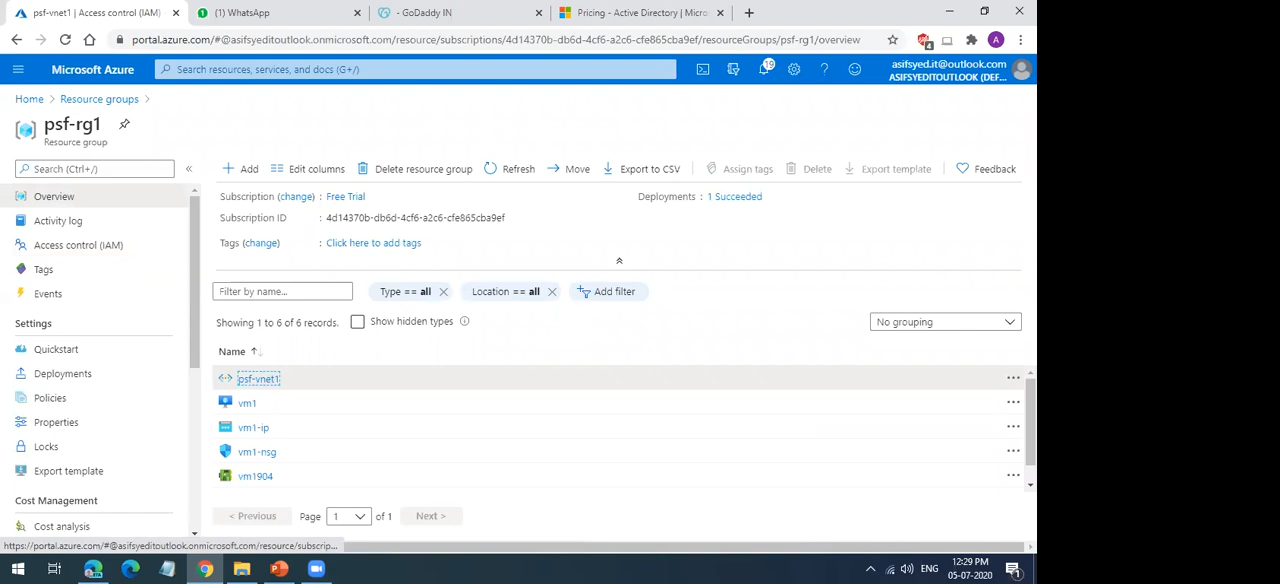 psf-vnet1 | Access control (IAM)
(1) WhatsApp
- GoDaddy IN
Pricing - Active Directory | Micro
portal.azure.com/#@asifsyeditoutlook.onmicrosoft.com/resource/subscriptions/4d14370b-db6d-4cf6-a2c6-cfe865cba9ef/resourceGroups/psf-rg1/overview
4
A
Microsoft Azure
Search resources, services, and docs (G+/)
19
asifsyed.it@outlook.com
ASIFSYEDITOUTLOOK (DEF...
Home > Resource groups >
psf-rg1
Resource group
Search (Ctrl+/)
«
Add
Edit columns
Delete resource group
Refresh
Move
Export to CSV
Assign tags
Delete
Export template
Feedback
Overview
Activity log
Access control (IAM)
Tags
Events
Settings
Quickstart
Deployments
Policies
Properties
Locks
Export template
Cost Management
Cost analysis
Subscription (change) : Free Trial
Deployments : 1 Succeeded
Subscription ID : 4d14370b-db6d-4cf6-a2c6-cfe865cba9ef
Tags (change) : Click here to add tags
Filter by name...
Type == all
Location == all
Add filter
Showing 1 to 6 of 6 records.
Show hidden types
No grouping
Name ↑↓
psf-vnet1
vm1
vm1-ip
vm1-nsg
vm1904
< Previous
Page 1 of 1
Next >
https://portal.azure.com/#@asifsyeditoutlook.onmicrosoft.com/resource/subscrip...
ENG
12:29 PM
05-07-2020
1